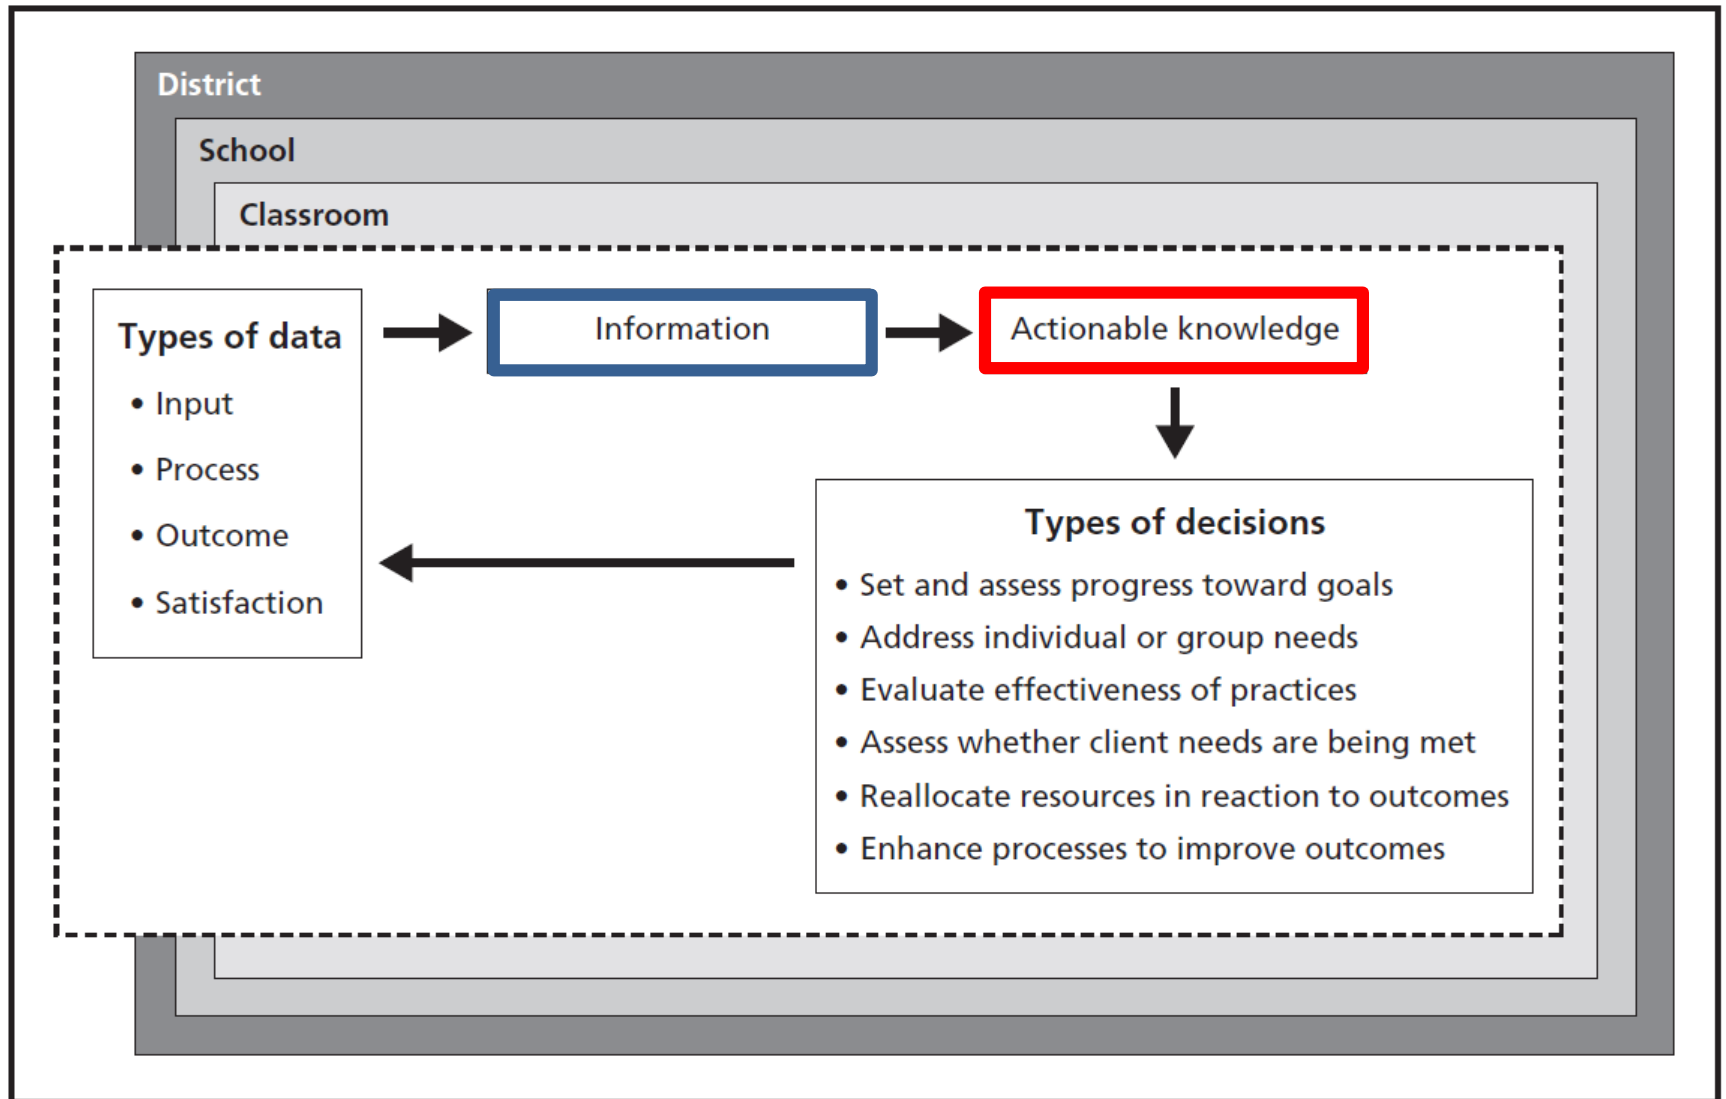 District
School
Classroom
Types of data
• Input
• Process
• Outcome
• Satisfaction
Information
Actionable knowledge
Types of decisions
• Set and assess progress toward goals
• Address individual or group needs
• Evaluate effectiveness of practices
• Assess whether client needs are being met
• Reallocate resources in reaction to outcomes
• Enhance processes to improve outcomes